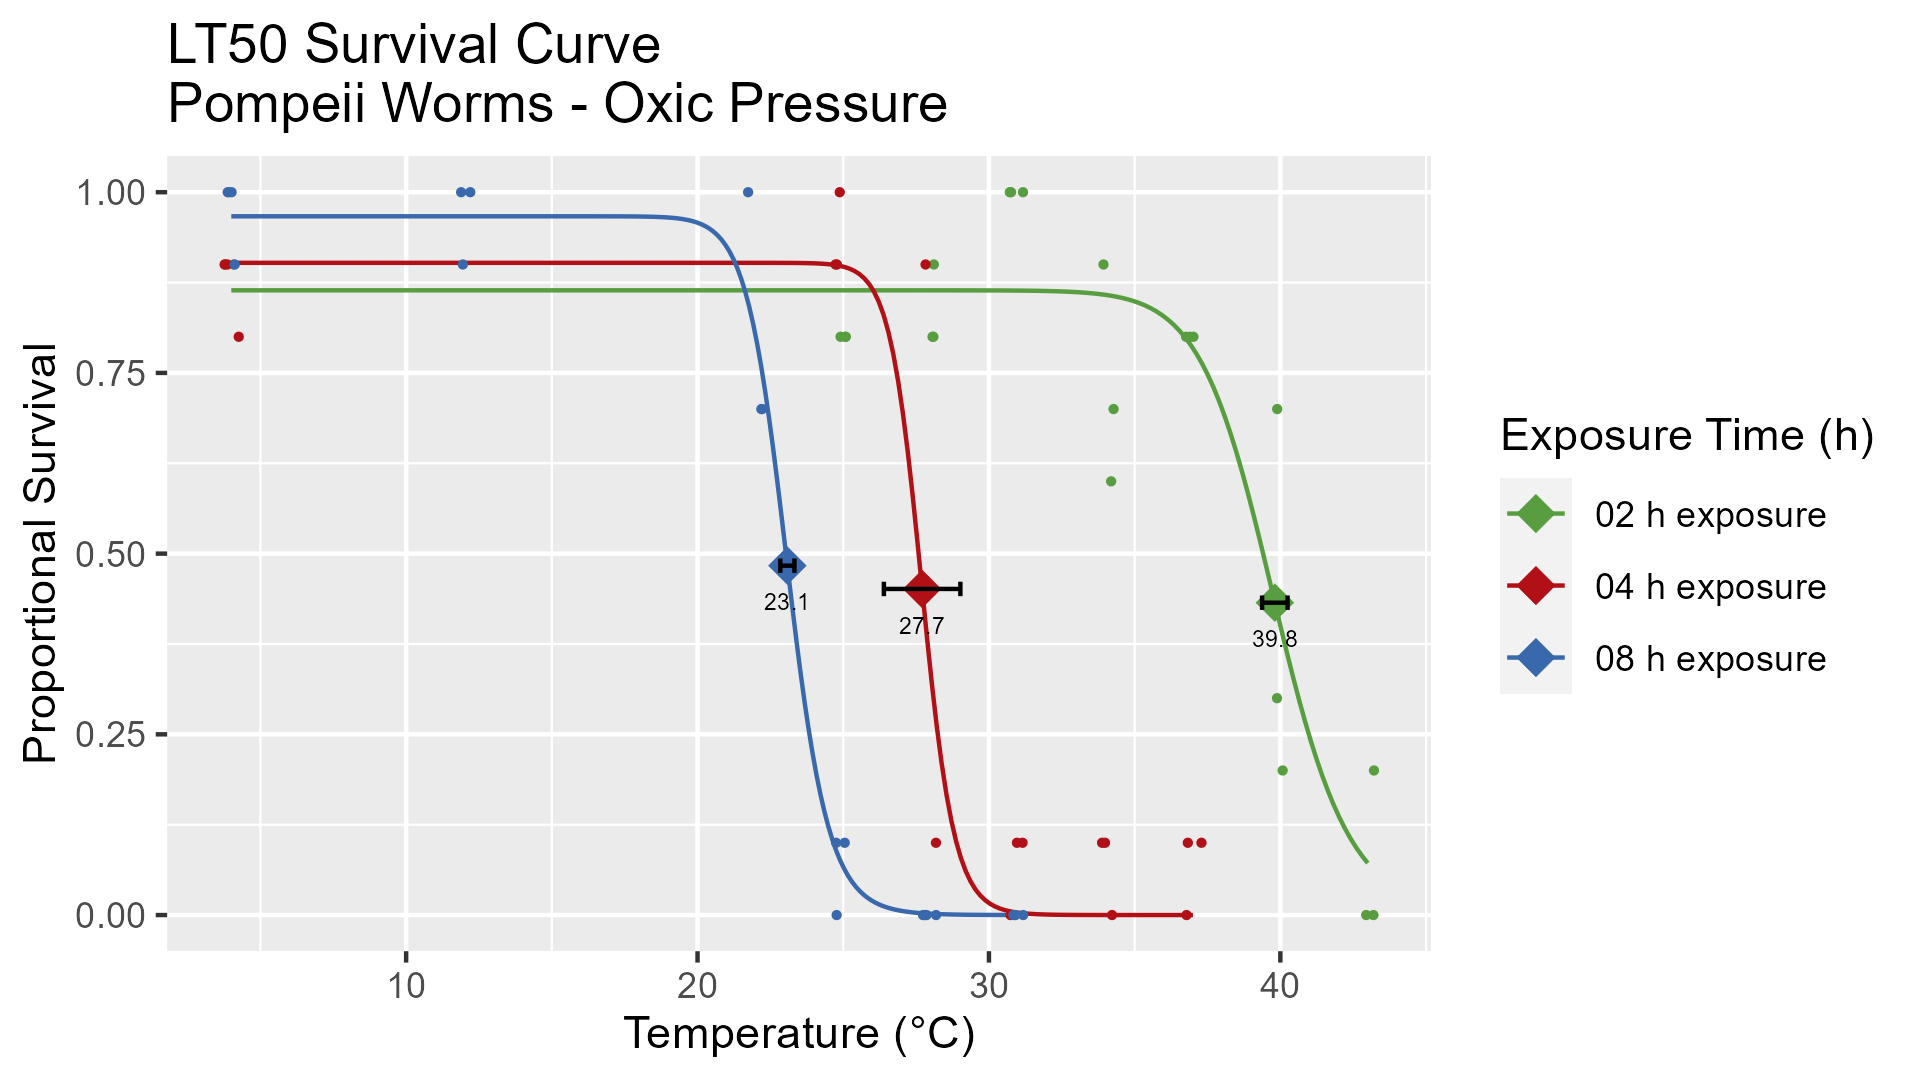 LT50 Survival Curve
Pompeii Worms - Oxic Pressure
Proportional Survival
1.00
0.75
0.50
0.25
0.00
23.1
27.7
39.8
10
20
30
40
Temperature (°C)
Exposure Time (h)
02 h exposure
04 h exposure
08 h exposure